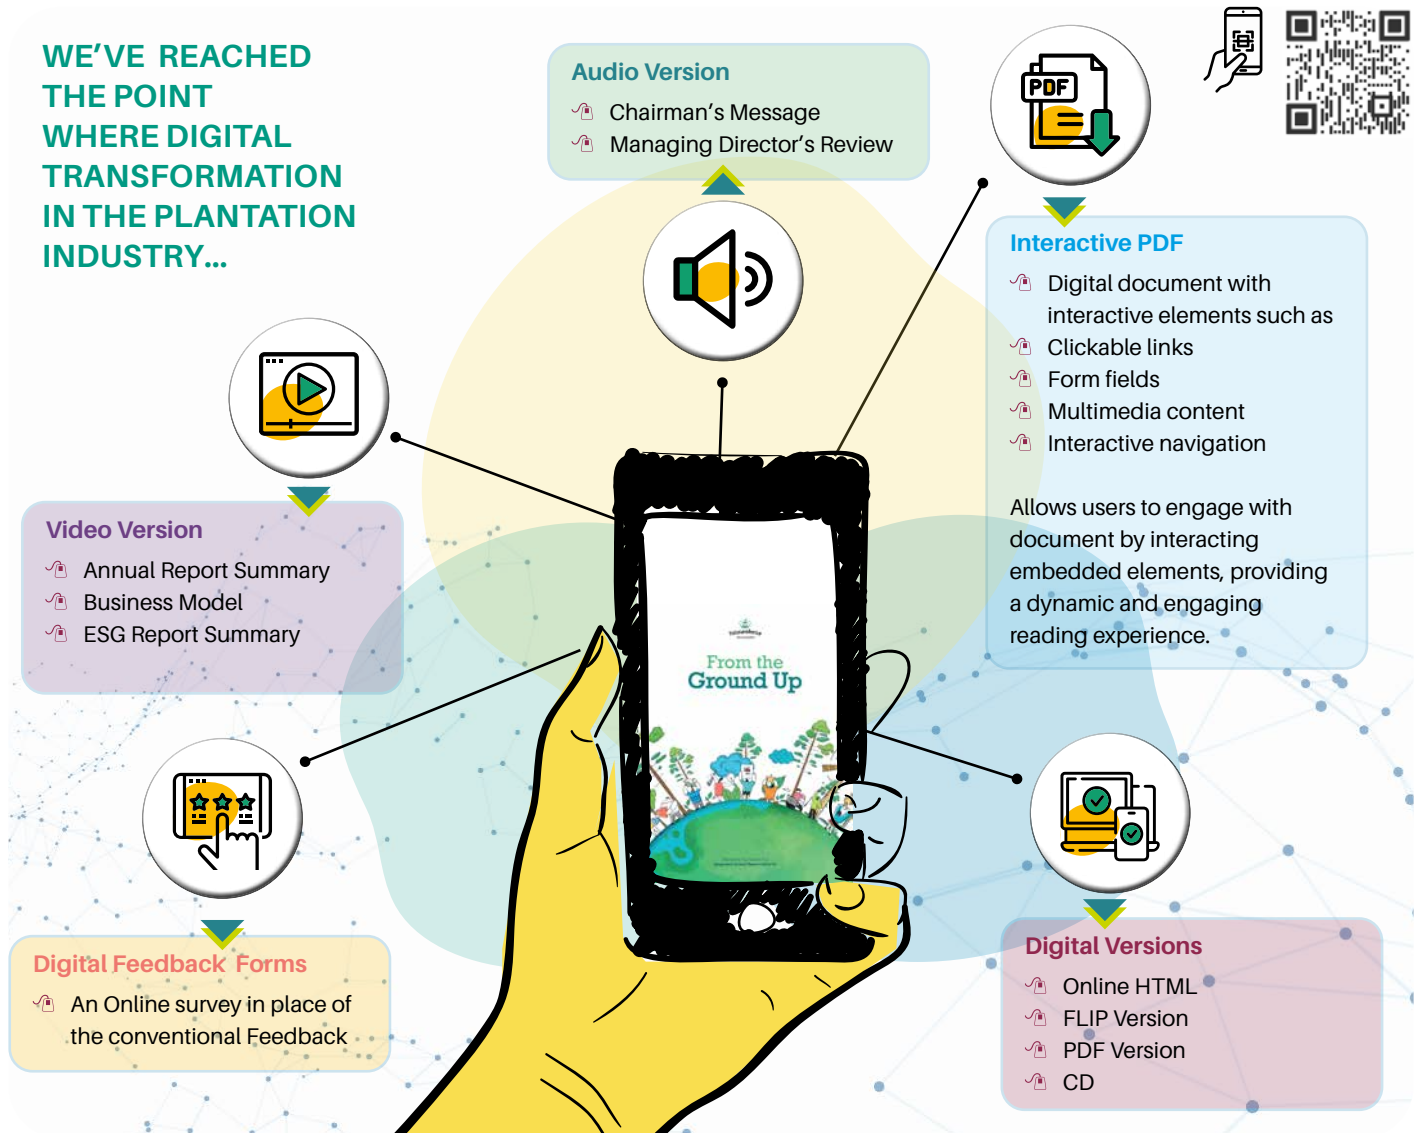 WE’VE REACHED
THE POINT
WHERE DIGITAL
TRANSFORMATION
IN THE PLANTATION
INDUSTRY...
Audio Version
Chairman’s Message
Managing Director’s Review
PDF
Interactive PDF
Digital document with
interactive elements such as
Clickable links
Form fields
Multimedia content
Interactive navigation
Allows users to engage with
document by interacting
embedded elements, providing
a dynamic and engaging
reading experience.
Video Version
Annual Report Summary
Business Model
ESG Report Summary
From the
Ground Up
Digital Feedback Forms
An Online survey in place of
the conventional Feedback
Digital Versions
Online HTML
FLIP Version
PDF Version
CD